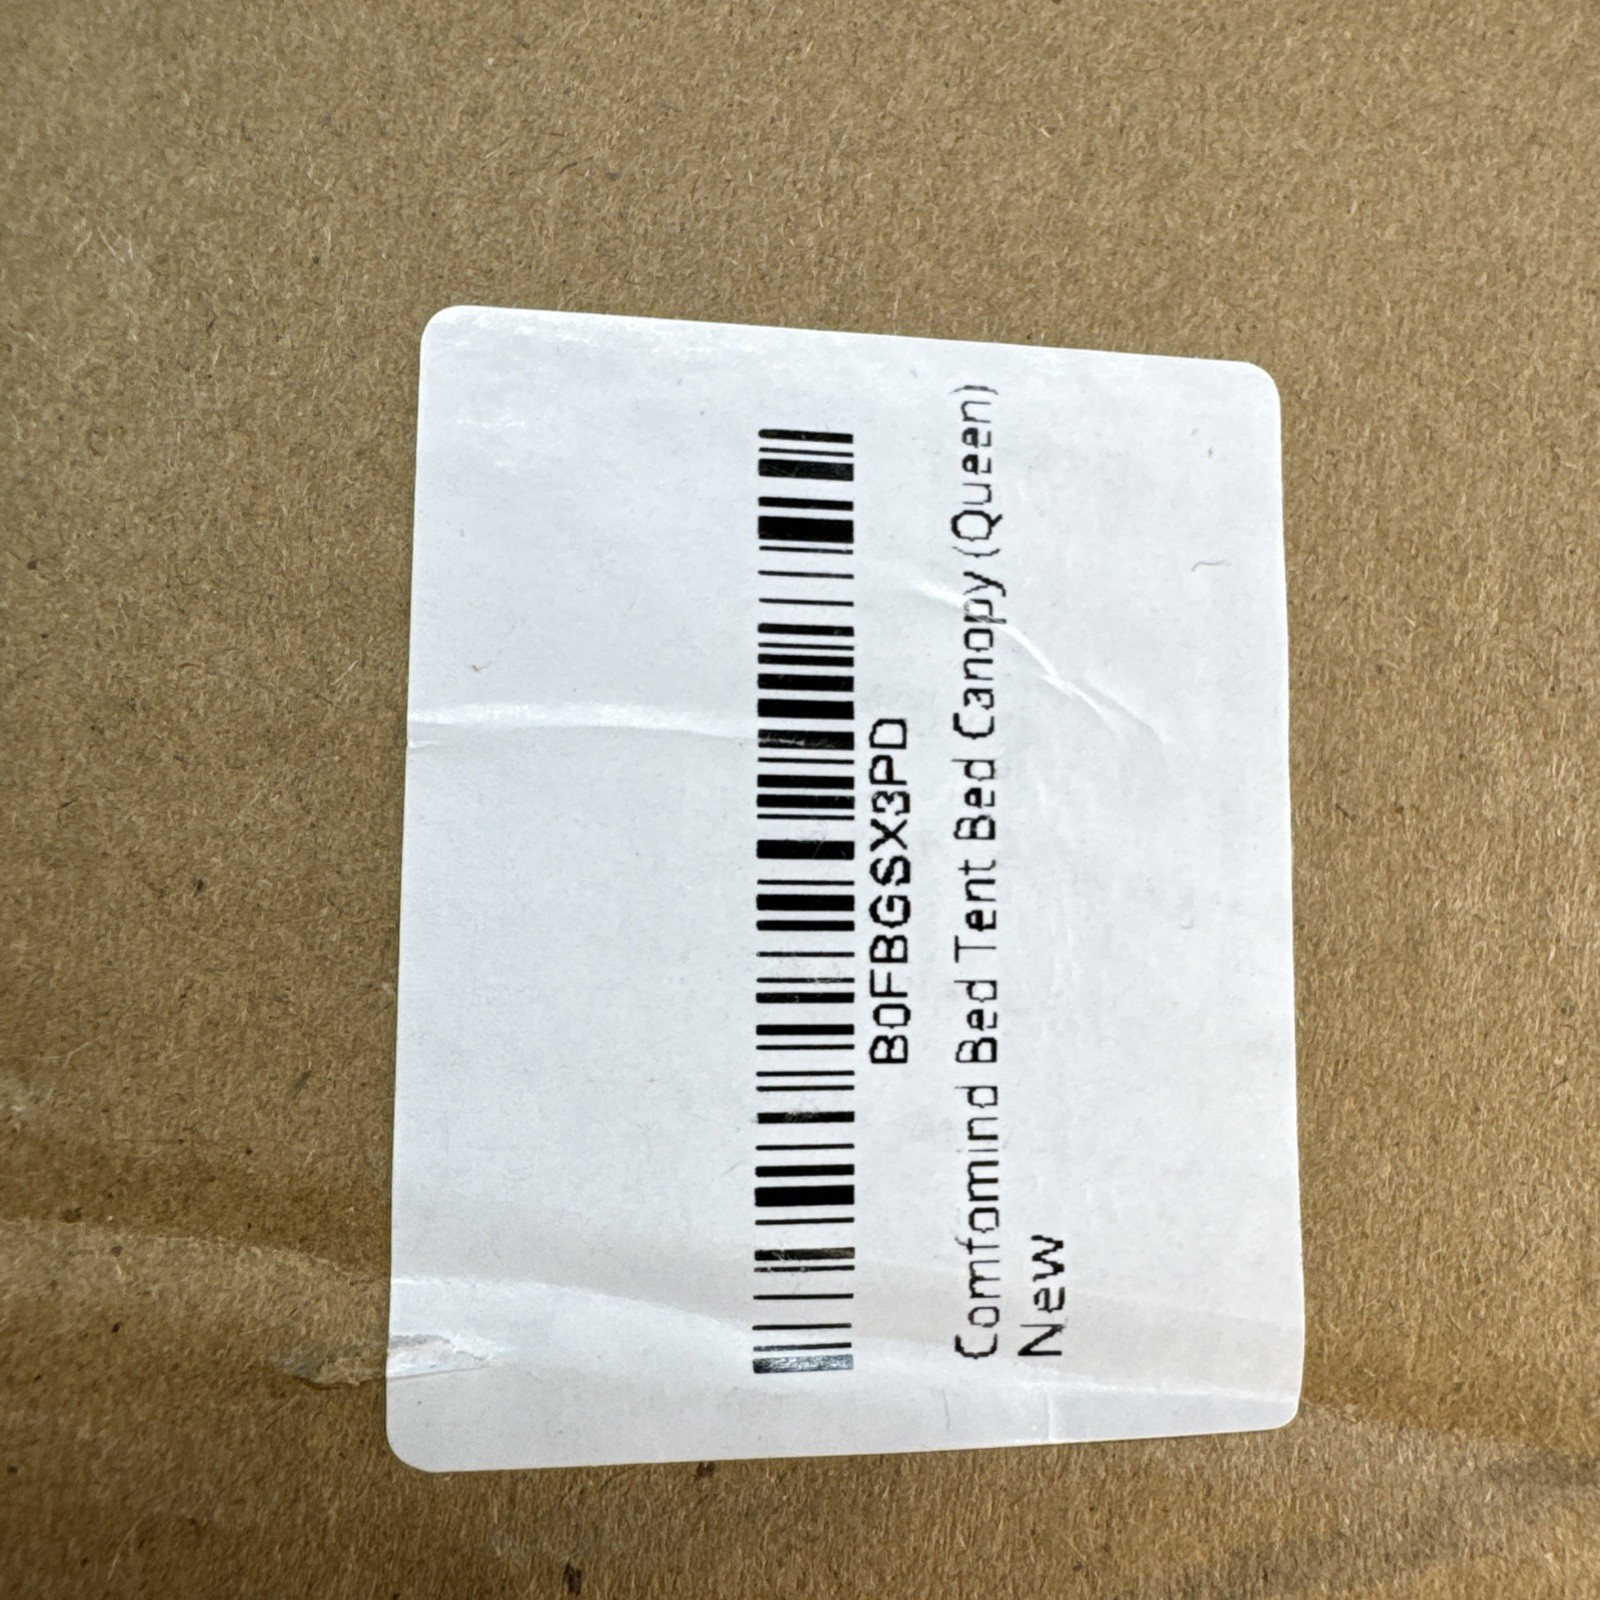 B0FBGSX3PD
Comfomind Bed Tent Bed Canopy (Queen)
New